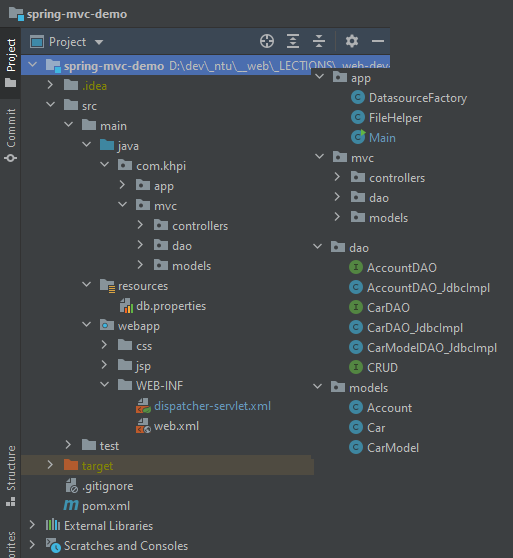 spring-mvc-demo
Project
Project
spring-mvc-demo D:\dev\_ntu\__web\_LECTIONS\_web-dev
.idea
src
main
java
com.khpi
app
mvc
controllers
dao
models
resources
db.properties
webapp
css
jsp
WEB-INF
dispatcher-servlet.xml
web.xml
test
target
.gitignore
pom.xml
External Libraries
Scratches and Consoles
app
DatasourceFactory
FileHelper
Main
mvc
controllers
dao
models
dao
AccountDAO
AccountDAO_JdbcImpl
CarDAO
CarDAO_JdbcImpl
CarModelDAO_JdbcImpl
CRUD
models
Account
Car
CarModel
Commit
Structure